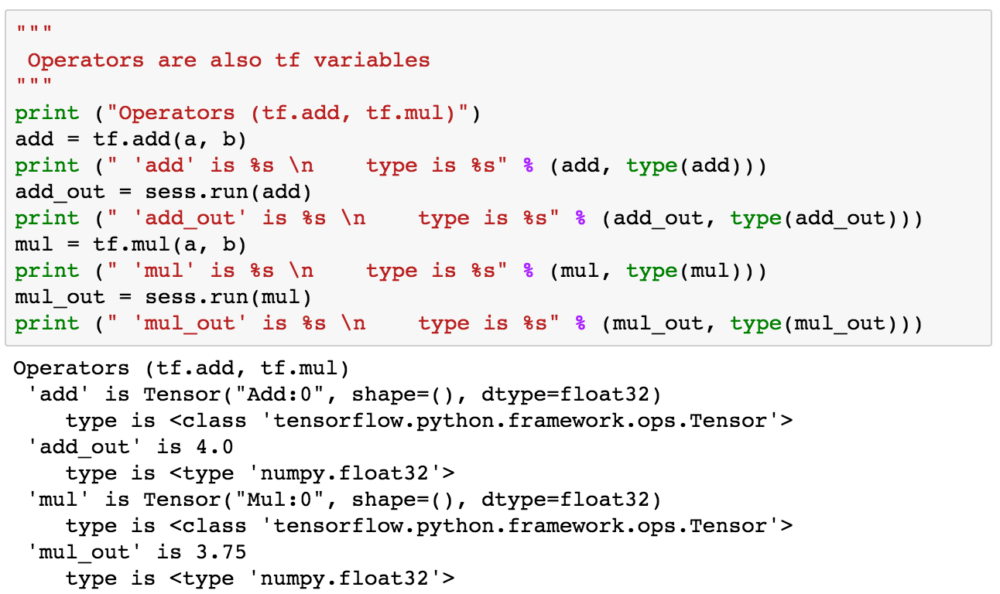 """
 Operators are also tf variables
"""
print ("Operators (tf.add, tf.mul)")
add = tf.add(a, b)
print (" 'add' is %s \n    type is %s" % (add, type(add)))
add_out = sess.run(add)
print (" 'add_out' is %s \n    type is %s" % (add_out, type(add_out)))
mul = tf.mul(a, b)
print (" 'mul' is %s \n    type is %s" % (mul, type(mul)))
mul_out = sess.run(mul)
print (" 'mul_out' is %s \n    type is %s" % (mul_out, type(mul_out)))
Operators (tf.add, tf.mul)
 'add' is Tensor("Add:0", shape=(), dtype=float32)
    type is <class 'tensorflow.python.framework.ops.Tensor'>
 'add_out' is 4.0
    type is <type 'numpy.float32'>
 'mul' is Tensor("Mul:0", shape=(), dtype=float32)
    type is <class 'tensorflow.python.framework.ops.Tensor'>
 'mul_out' is 3.75
    type is <type 'numpy.float32'>